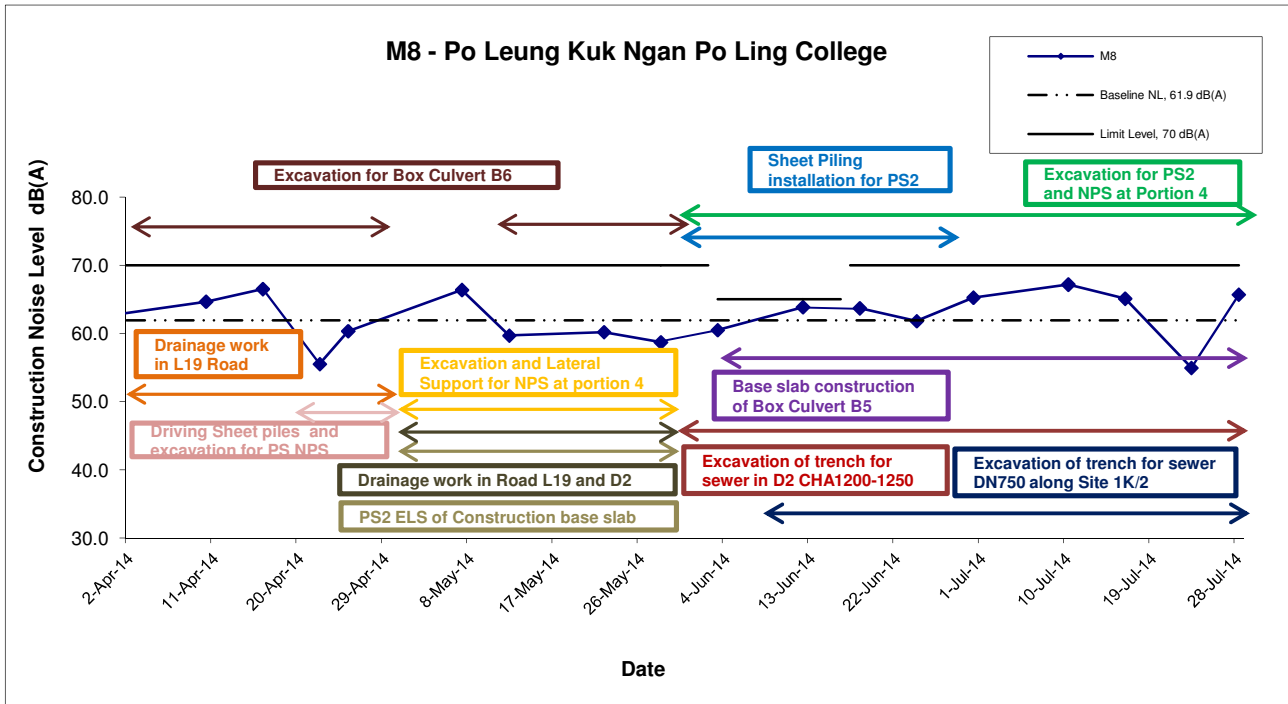 M8 - Po Leung Kuk Ngan Po Ling College
M8
Baseline NL, 61.9 dB(A)
Limit Level, 70 dB(A)
Construction Noise Level dB(A)
80.0
70.0
60.0
50.0
40.0
30.0
Excavation for Box Culvert B6
Sheet Piling
installation for PS2
Excavation for PS2
and NPS at Portion 4
Drainage work
in L19 Road
Excavation and Lateral
Support for NPS at portion 4
Base slab construction
of Box Culvert B5
Driving Sheet piles and
excavation for PS NPS
Drainage work in Road L19 and D2
PS2 ELS of Construction base slab
Excavation of trench for
sewer in D2 CHA1200-1250
Excavation of trench for sewer
DN750 along Site 1K/2
2-Apr-14
11-Apr-14
20-Apr-14
29-Apr-14
8-May-14
17-May-14
26-May-14
4-Jun-14
13-Jun-14
22-Jun-14
1-Jul-14
10-Jul-14
19-Jul-14
28-Jul-14
Date